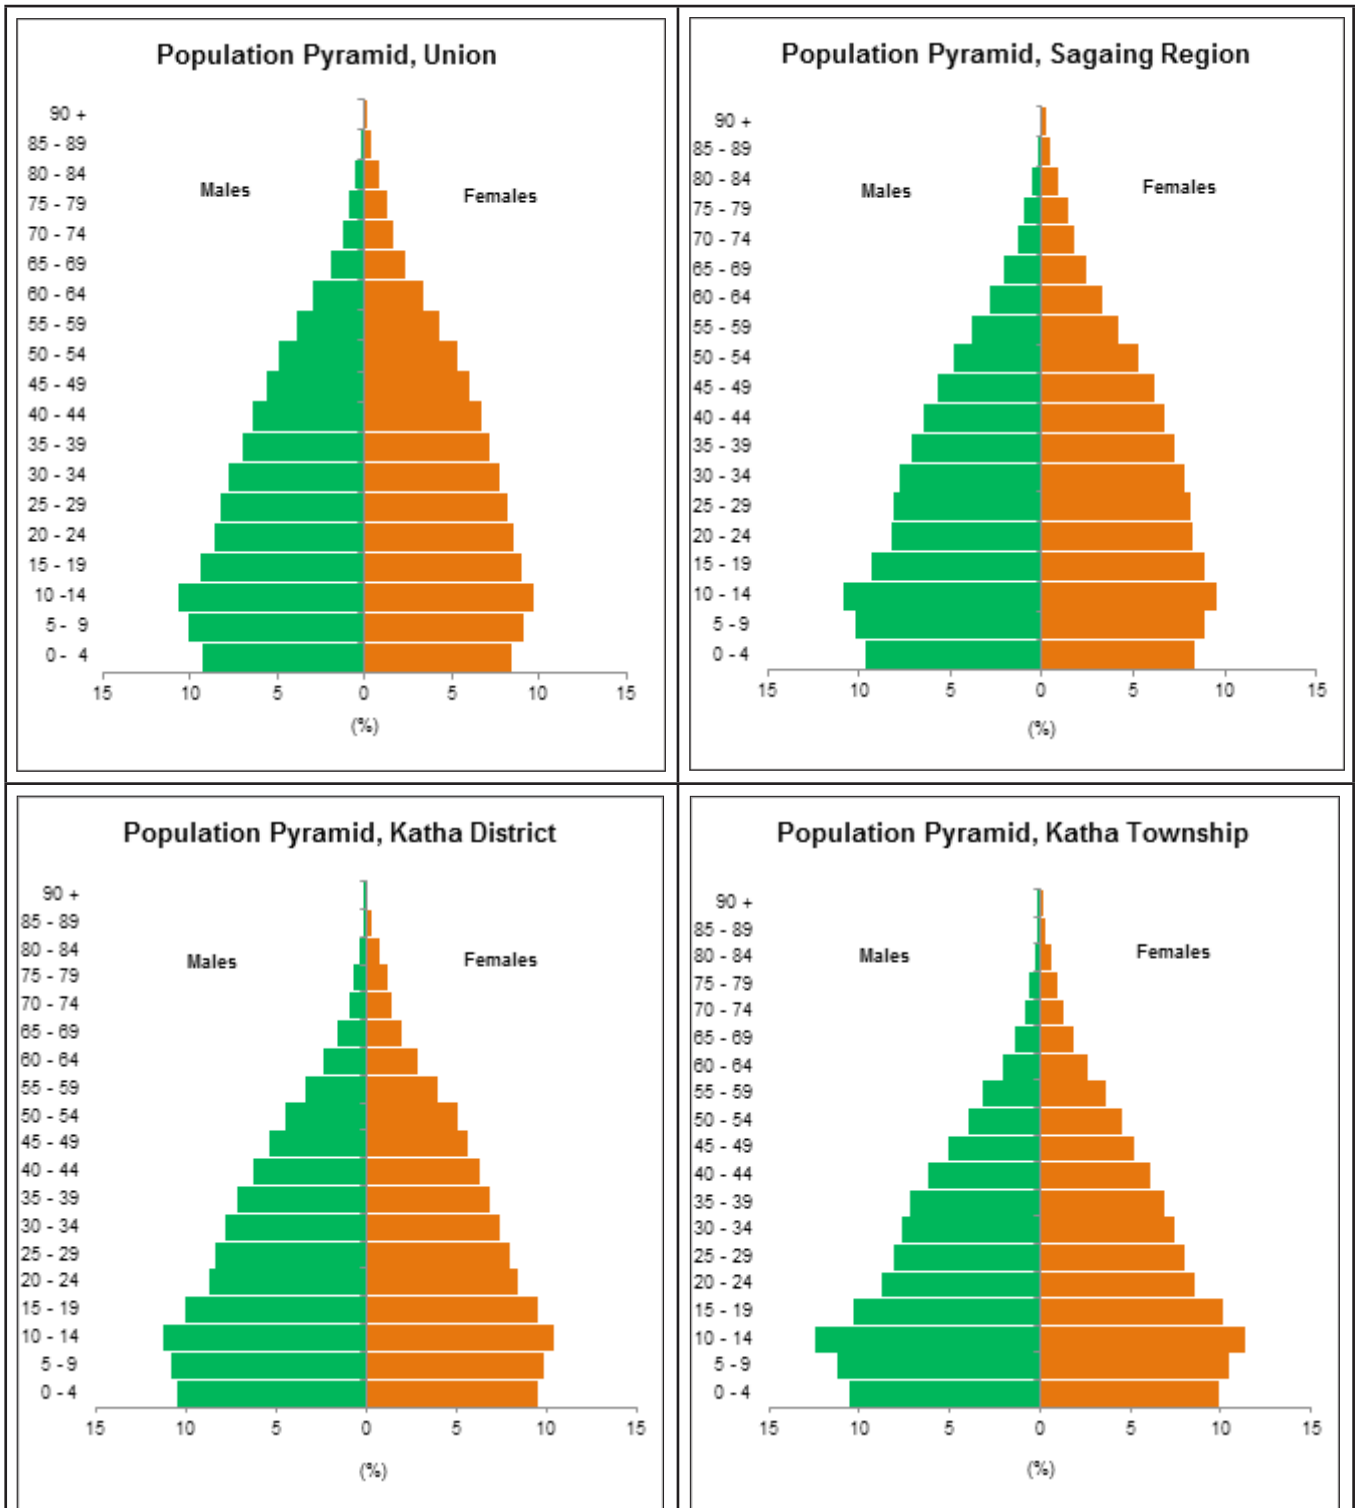 Population Pyramid, Union
90 +
85 - 89
80 - 84
75 - 79
70 - 74
65 - 69
60 - 64
55 - 59
50 - 54
45 - 49
40 - 44
35 - 39
30 - 34
25 - 29
20 - 24
15 - 19
10 -14
5 - 9
0 - 4
Males
Females
15 10 5 0 5 10 15
(%)
Population Pyramid, Sagaing Region
90 +
85 - 89
80 - 84
75 - 79
70 - 74
65 - 69
60 - 64
55 - 59
50 - 54
45 - 49
40 - 44
35 - 39
30 - 34
25 - 29
20 - 24
15 - 19
10 - 14
5 - 9
0 - 4
Males
Females
15 10 5 0 5 10 15
(%)
Population Pyramid, Katha District
90 +
85 - 89
80 - 84
75 - 79
70 - 74
65 - 69
60 - 64
55 - 59
50 - 54
45 - 49
40 - 44
35 - 39
30 - 34
25 - 29
20 - 24
15 - 19
10 - 14
5 - 9
0 - 4
Males
Females
15 10 5 0 5 10 15
(%)
Population Pyramid, Katha Township
90 +
85 - 89
80 - 84
75 - 79
70 - 74
65 - 69
60 - 64
55 - 59
50 - 54
45 - 49
40 - 44
35 - 39
30 - 34
25 - 29
20 - 24
15 - 19
10 - 14
5 - 9
0 - 4
Males
Females
15 10 5 0 5 10 15
(%)